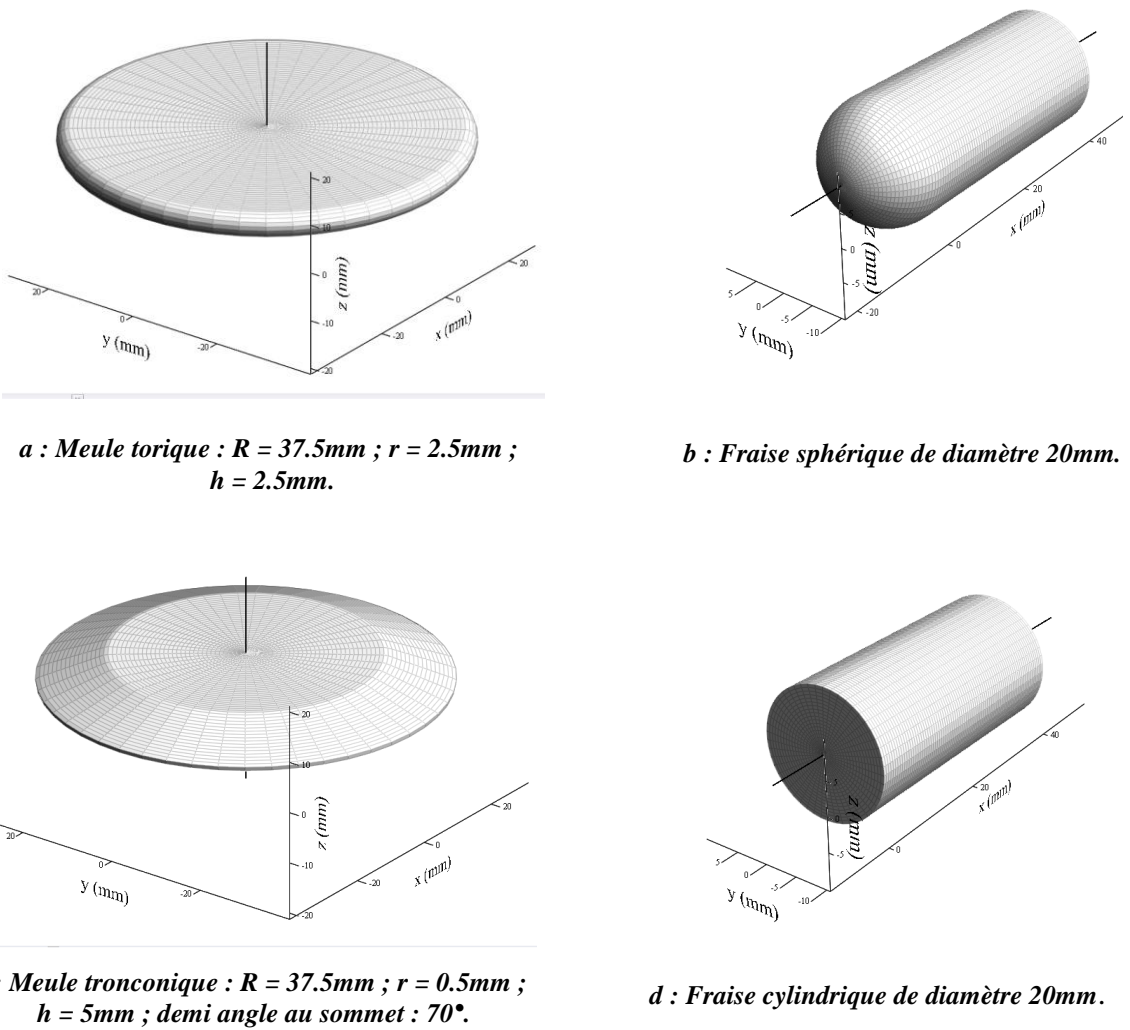 20
10
0
-10
-20
z (mm)
20
0
-20
y (mm)
20
0
-20
x (mm)
a : Meule torique : R = 37.5mm ; r = 2.5mm ;
h = 2.5mm.
40
20
0
-20
x (mm)
0
-5
z (mm)
5
0
-5
-10
y (mm)
b : Fraise sphérique de diamètre 20mm.
20
10
0
-10
-20
z (mm)
20
0
-20
y (mm)
20
0
-20
x (mm)
: Meule tronconique : R = 37.5mm ; r = 0.5mm ;
h = 5mm ; demi angle au sommet : 70°.
40
20
0
x (mm)
5
0
-5
z (mm)
5
0
-5
-10
y (mm)
d : Fraise cylindrique de diamètre 20mm.